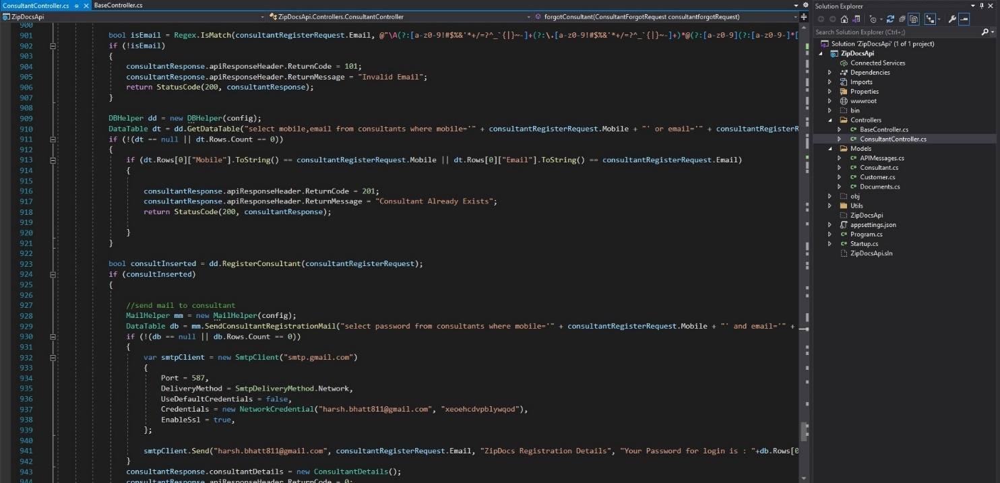 ConsultantController.cs
BaseController.cs
ZipDocsApi
ZipDocsApi.Controllers.ConsultantController
forgotConsultant(ConsultantForgotRequest consultantforgotRequest)
900
901 bool isEmail = Regex.IsMatch(consultantRegisterRequest.Email, @"\A(?:[a-z0-9!#$%&'*+/=?^_`{|}~-]+(?:\.[a-z0-9!#$%&'*+/=?^_`{|}~-]+)*@(?:[a-z0-9](?:[a-z0-9-]*[
902 if (!isEmail)
903 {
904 consultantResponse.apiResponseHeader.ReturnCode = 101;
905 consultantResponse.apiResponseHeader.ReturnMessage = "Invalid Email";
906 return StatusCode(200, consultantResponse);
907 }
908
909 DBHelper dd = new DBHelper(config);
910 DataTable dt = dd.GetDataTable("select mobile,email from consultants where mobile='" + consultantRegisterRequest.Mobile + "' or email='" + consultantRegisterR
911 if (!(dt == null || dt.Rows.Count == 0))
912 {
913 if (dt.Rows[0]["Mobile"].ToString() == consultantRegisterRequest.Mobile || dt.Rows[0]["Email"].ToString() == consultantRegisterRequest.Email)
914 {
915
916 consultantResponse.apiResponseHeader.ReturnCode = 201;
917 consultantResponse.apiResponseHeader.ReturnMessage = "Consultant Already Exists";
918 return StatusCode(200, consultantResponse);
919
920 }
921 }
922
923 bool consultInserted = dd.RegisterConsultant(consultantRegisterRequest);
924 if (consultInserted)
925 {
926
927 //send mail to consultant
928 MailHelper mm = new MailHelper(config);
929 DataTable db = mm.SendConsultantRegistrationMail("select password from consultants where mobile='" + consultantRegisterRequest.Mobile + "' and email='" +
930 if (!(db == null || db.Rows.Count == 0))
931 {
932 var smtpClient = new SmtpClient("smtp.gmail.com")
933 {
934 Port = 587,
935 DeliveryMethod = SmtpDeliveryMethod.Network,
936 UseDefaultCredentials = false,
937 Credentials = new NetworkCredential("harsh.bhatt811@gmail.com", "xeoehcdvpblywqod"),
938 EnableSsl = true,
939 };
940
941 smtpClient.Send("harsh.bhatt811@gmail.com", consultantRegisterRequest.Email, "ZipDocs Registration Details", "Your Password for login is : "+db.Rows[0
942 }
943 consultantResponse.consultantDetails = new ConsultantDetails();
944 consultantResponse.apiResponseHeader.ReturnCode = 0;
Solution Explorer
Search Solution Explorer (Ctrl+;)
Solution 'ZipDocsApi' (1 of 1 project)
ZipDocsApi
Connected Services
Dependencies
Imports
Properties
wwwroot
bin
Controllers
C# BaseController.cs
C# ConsultantController.cs
Models
C# APIMessages.cs
C# Consultant.cs
C# Customer.cs
C# Documents.cs
obj
Utils
ZipDocsApi
appsettings.json
C# Program.cs
C# Startup.cs
ZipDocsApi.sln